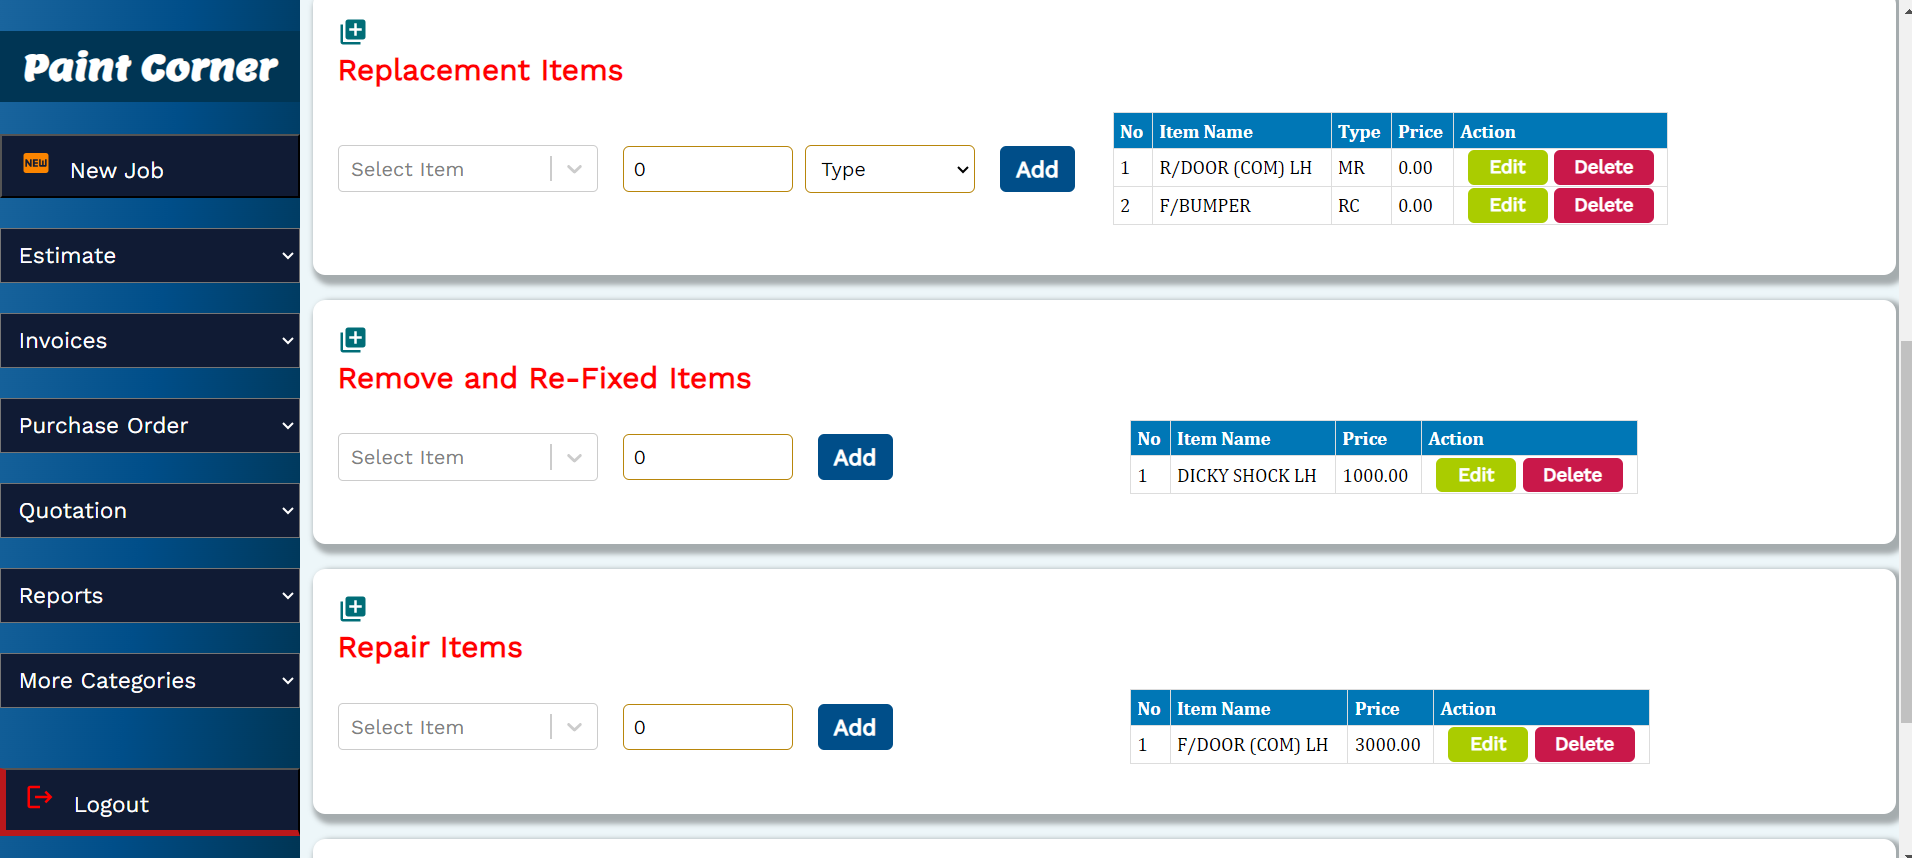 Paint Corner
NEW New Job
Estimate
Invoices
Purchase Order
Quotation
Reports
More Categories
Logout
Replacement Items
Select Item 0 Type Add
No Item Name Type Price Action
1 R/DOOR (COM) LH MR 0.00 Edit Delete
2 F/BUMPER RC 0.00 Edit Delete
Remove and Re-Fixed Items
Select Item 0 Add
No Item Name Price Action
1 DICKY SHOCK LH 1000.00 Edit Delete
Repair Items
Select Item 0 Add
No Item Name Price Action
1 F/DOOR (COM) LH 3000.00 Edit Delete